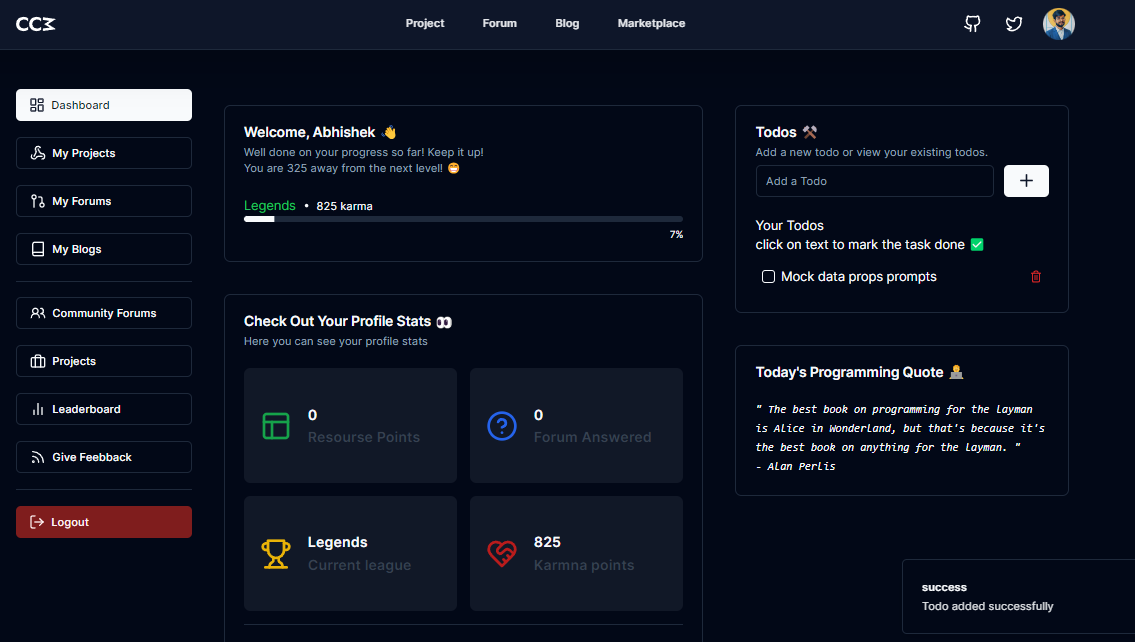 CC3
Project
Forum
Blog
Marketplace
Dashboard
My Projects
My Forums
My Blogs
Community Forums
Projects
Leaderboard
Give Feebback
Logout
Welcome, Abhishek 👋
Well done on your progress so far! Keep it up!
You are 325 away from the next level! 😁
Legends • 825 karma
7%
Check Out Your Profile Stats 👀
Here you can see your profile stats
0
Resourse Points
0
Forum Answered
Legends
Current league
825
Karmna points
Todos ⚒️
Add a new todo or view your existing todos.
Add a Todo
+
Your Todos
click on text to mark the task done ✅
Mock data props prompts
Today's Programming Quote 🧑‍💻
" The best book on programming for the layman
is Alice in Wonderland, but that's because it's
the best book on anything for the layman. "
- Alan Perlis
success
Todo added successfully